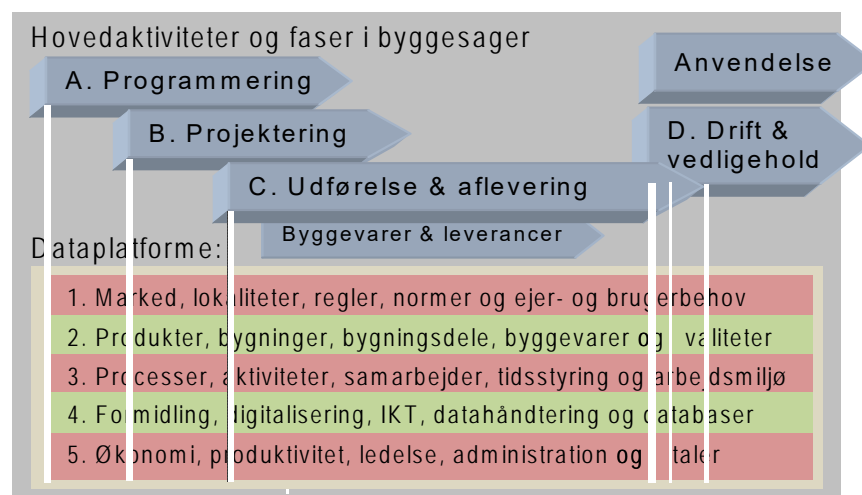 Hovedaktiviteter og faser i byggesager
A. Programmering
Anvendelse
B. Projektering
D. Drift &
vedligehold
C. Udførelse & aflevering
Byggevarer & leverancer
Dataplatforme:
1. Marked, lokaliteter, regler, normer og ejer- og brugerbehov
2. Produkter, bygninger, bygningsdele, byggevarer og valiteter
3. Processer, aktiviteter, samarbejder, tidsstyring og arbejdsmiljø
4. Formidling, digitalisering, IKT, datahåndtering og databaser
5. Økonomi, produktivitet, ledelse, administration og taler